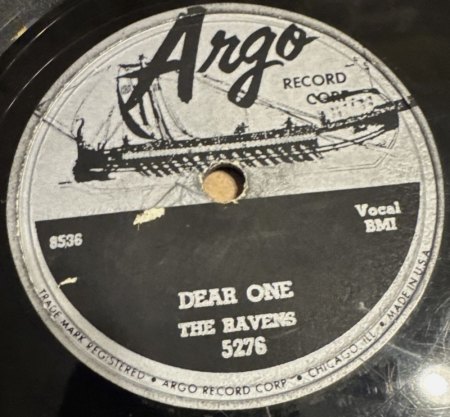 Argo
RECORD
CORP.
8536
Vocal
BMI
DEAR ONE
THE RAVENS
5276
TRADE MARK REGISTERED • ARGO RECORD CORP • CHICAGO, ILL. • MADE IN U.S.A.